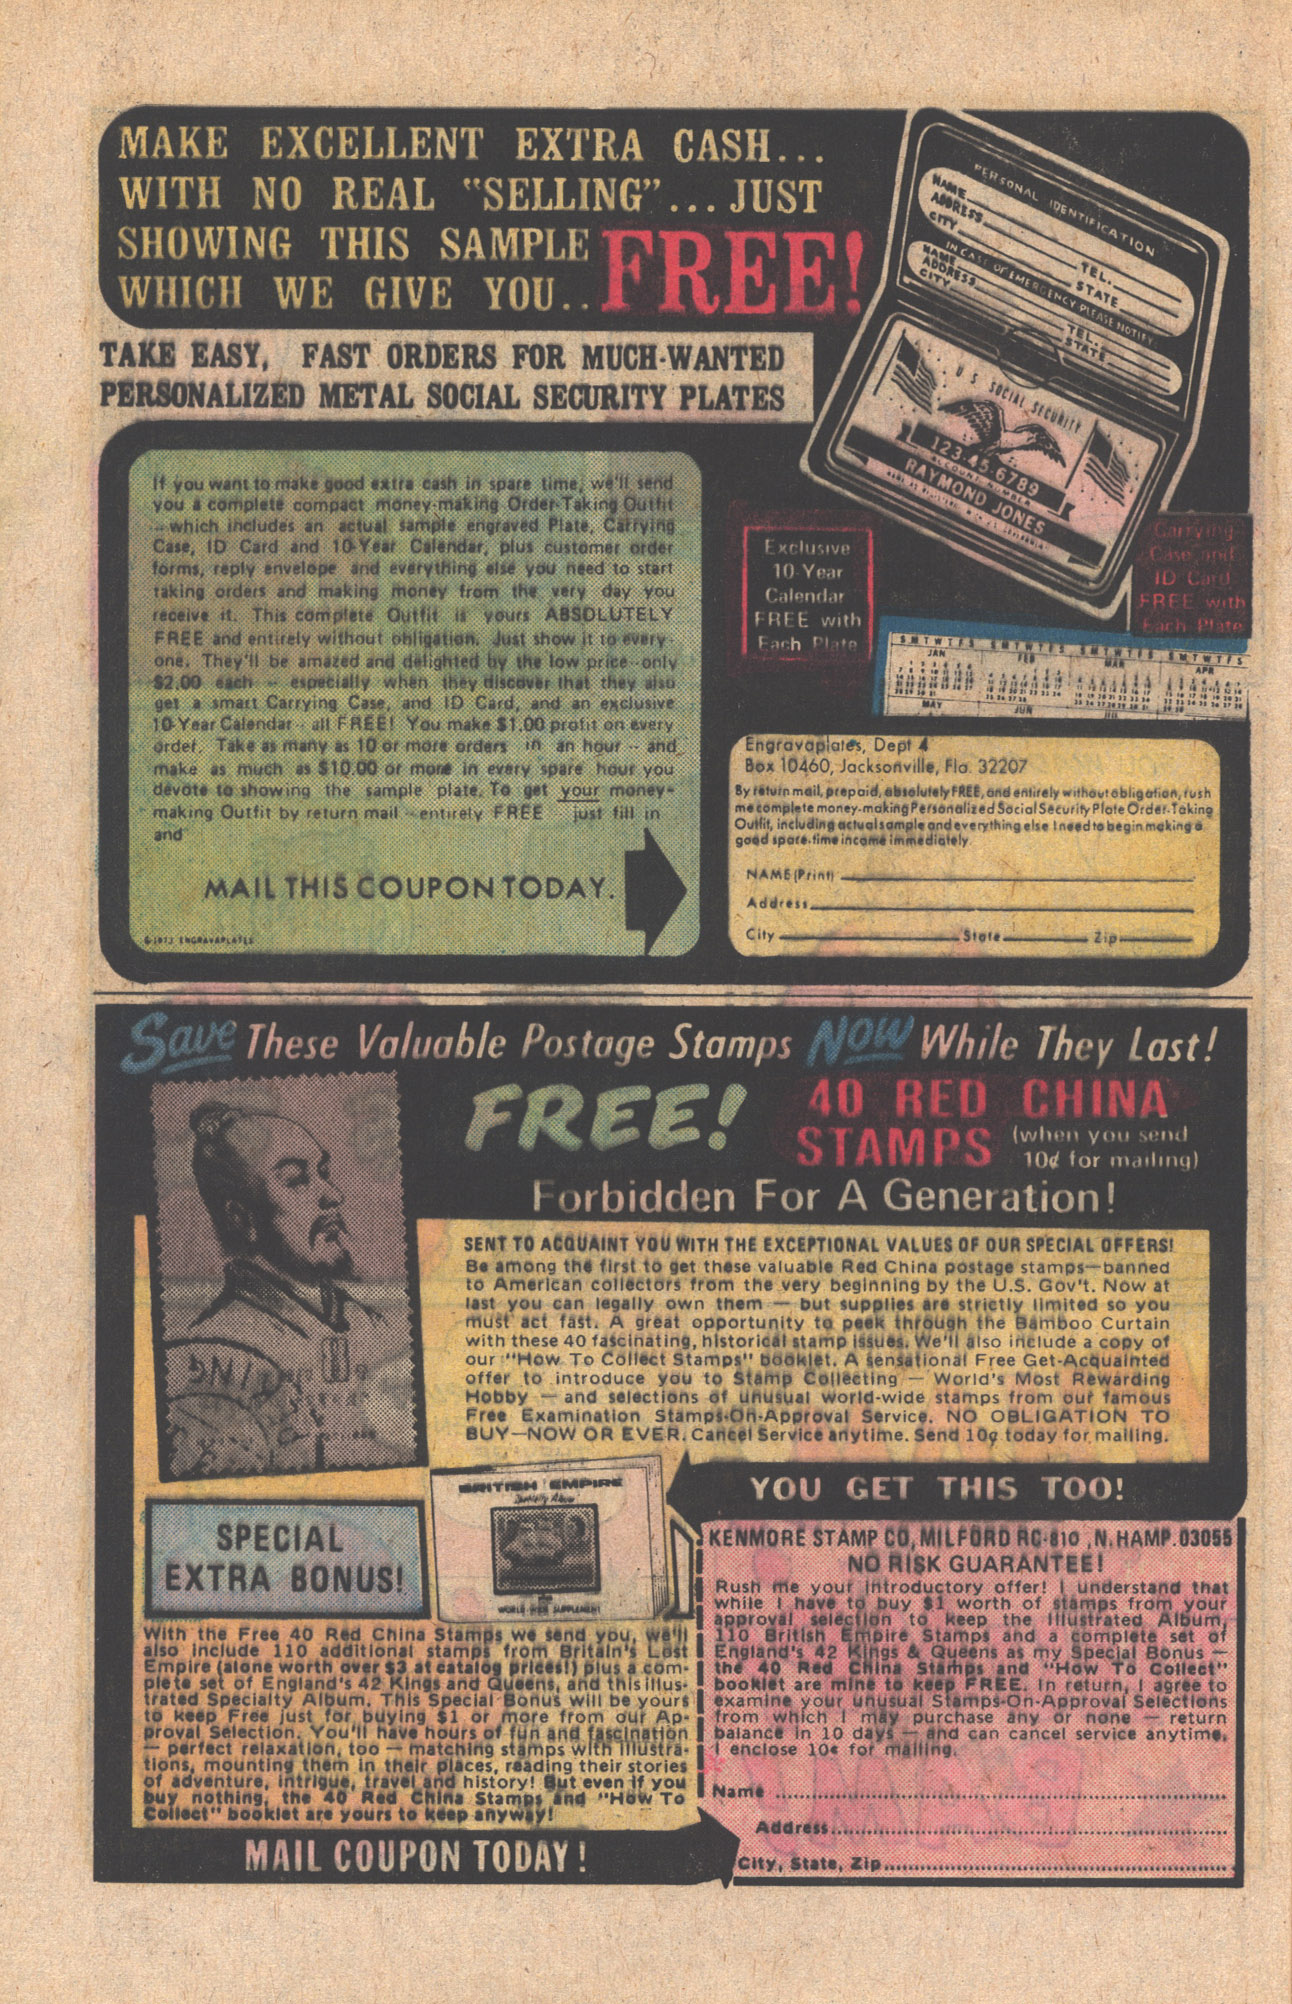 MAKE EXCELLENT EXTRA CASH...
WITH NO REAL "SELLING"... JUST
SHOWING THIS SAMPLE
WHICH WE GIVE YOU.. FREE!
TAKE EASY, FAST ORDERS FOR MUCH-WANTED
PERSONALIZED METAL SOCIAL SECURITY PLATES
PERSONAL IDENTIFICATION
NAME
ADDRESS TEL.
CITY STATE
IN CASE OF EMERGENCY PLEASE NOTIFY
NAME
ADDRESS TEL.
CITY STATE
U S SOCIAL SECURITY
123-45-6789
ACCOUNT NUMBER
RAYMOND JONES
If you want to make good extra cash in spare time, we'll send
you a complete compact money-making Order-Taking Outfit
--which includes an actual sample engraved Plate, Carrying
Case, ID Card and 10-Year Calendar, plus customer order
forms, reply envelope and everything else you need to start
taking orders and making money from the very day you
receive it. This complete Outfit is yours ABSOLUTELY
FREE and entirely without obligation. Just show it to every-
one. They'll be amazed and delighted by the low price--only
$2.00 each -- especially when they discover that they also
get a smart Carrying Case, and ID Card, and an exclusive
10-Year Calendar -- all FREE! You make $1.00 profit on every
order. Take as many as 10 or more orders in an hour -- and
make as much as $10.00 or more in every spare hour you
devote to showing the sample plate. To get your money-
making Outfit by return mail --entirely FREE just fill in
and
MAIL THIS COUPON TODAY.
ENGRAVAPLATES
Exclusive
10-Year
Calendar
FREE with
Each Plate
Carrying
Case and
ID Card
FREE with
Each Plate
SMTWTFS SMTWTFS SMTWTFS SMTWTFS
JAN FEB MAR APR
MAY JUN JUL
Engravaplates, Dept 4
Box 10460, Jacksonville, Fla. 32207
By return mail, prepaid, absolutely FREE, and entirely without obligation, rush
me complete money-making Personalized Social Security Plate Order-Taking
Outfit, including actual sample and everything else I need to begin making a
good spare-time income immediately.
NAME (Print)
Address
City State Zip
Save These Valuable Postage Stamps NOW While They Last!
FREE! 40 RED CHINA
STAMPS (when you send
10¢ for mailing)
Forbidden For A Generation!
SENT TO ACQUAINT YOU WITH THE EXCEPTIONAL VALUES OF OUR SPECIAL OFFERS!
Be among the first to get these valuable Red China postage stamps—banned
to American collectors from the very beginning by the U.S. Gov't. Now at
last you can legally own them — but supplies are strictly limited so you
must act fast. A great opportunity to peek through the Bamboo Curtain
with these 40 fascinating, historical stamp issues. We'll also include a copy of
our "How To Collect Stamps" booklet. A sensational Free Get-Acquainted
offer to introduce you to Stamp Collecting — World's Most Rewarding
Hobby — and selections of unusual world-wide stamps from our famous
Free Examination Stamps-On-Approval Service. NO OBLIGATION TO
BUY—NOW OR EVER. Cancel Service anytime. Send 10¢ today for mailing.
YOU GET THIS TOO!
BRITISH EMPIRE
Specialty Album
WORLD-WIDE SUPPLEMENT
SPECIAL
EXTRA BONUS!
With the Free 40 Red China Stamps we send you, we'll
also include 110 additional stamps from Britain's Lost
Empire (alone worth over $3 at catalog prices!) plus a com-
plete set of England's 42 Kings and Queens, and this illus-
trated Specialty Album. This Special Bonus will be yours
to keep Free just for buying $1 or more from our Ap-
proval Selection. You'll have hours of fun and fascination
— perfect relaxation, too — matching stamps with illustra-
tions, mounting them in their places, reading their stories
of adventure, intrigue, travel and history! But even if you
buy nothing, the 40 Red China Stamps and "How To
Collect" booklet are yours to keep anyway!
MAIL COUPON TODAY!
KENMORE STAMP CO, MILFORD RC-810, N. HAMP. 03055
NO RISK GUARANTEE!
Rush me your introductory offer! I understand that
while I have to buy $1 worth of stamps from your
approval selection to keep the Illustrated Album,
110 British Empire Stamps and a complete set of
England's 42 Kings & Queens as my Special Bonus —
the 40 Red China Stamps and "How To Collect"
booklet are mine to keep FREE. In return, I agree to
examine your unusual Stamps-On-Approval Selections
from which I may purchase any or none — return
balance in 10 days — and can cancel service anytime.
I enclose 10¢ for mailing.
Name
Address
City, State, Zip